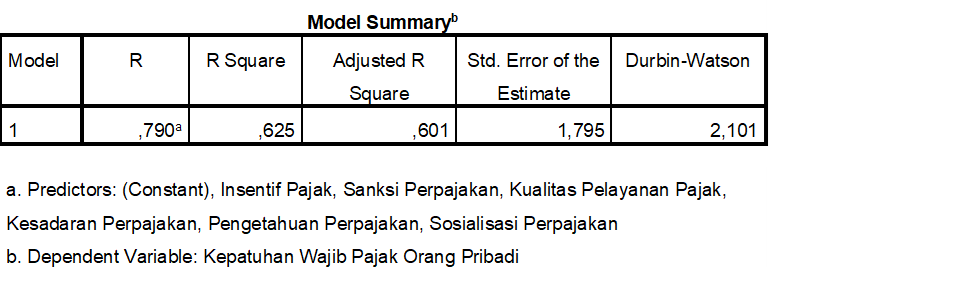 Model Summaryb
Model R R Square Adjusted R Square Std. Error of the Estimate Durbin-Watson
1 ,790a ,625 ,601 1,795 2,101
a. Predictors: (Constant), Insentif Pajak, Sanksi Perpajakan, Kualitas Pelayanan Pajak,
Kesadaran Perpajakan, Pengetahuan Perpajakan, Sosialisasi Perpajakan
b. Dependent Variable: Kepatuhan Wajib Pajak Orang Pribadi